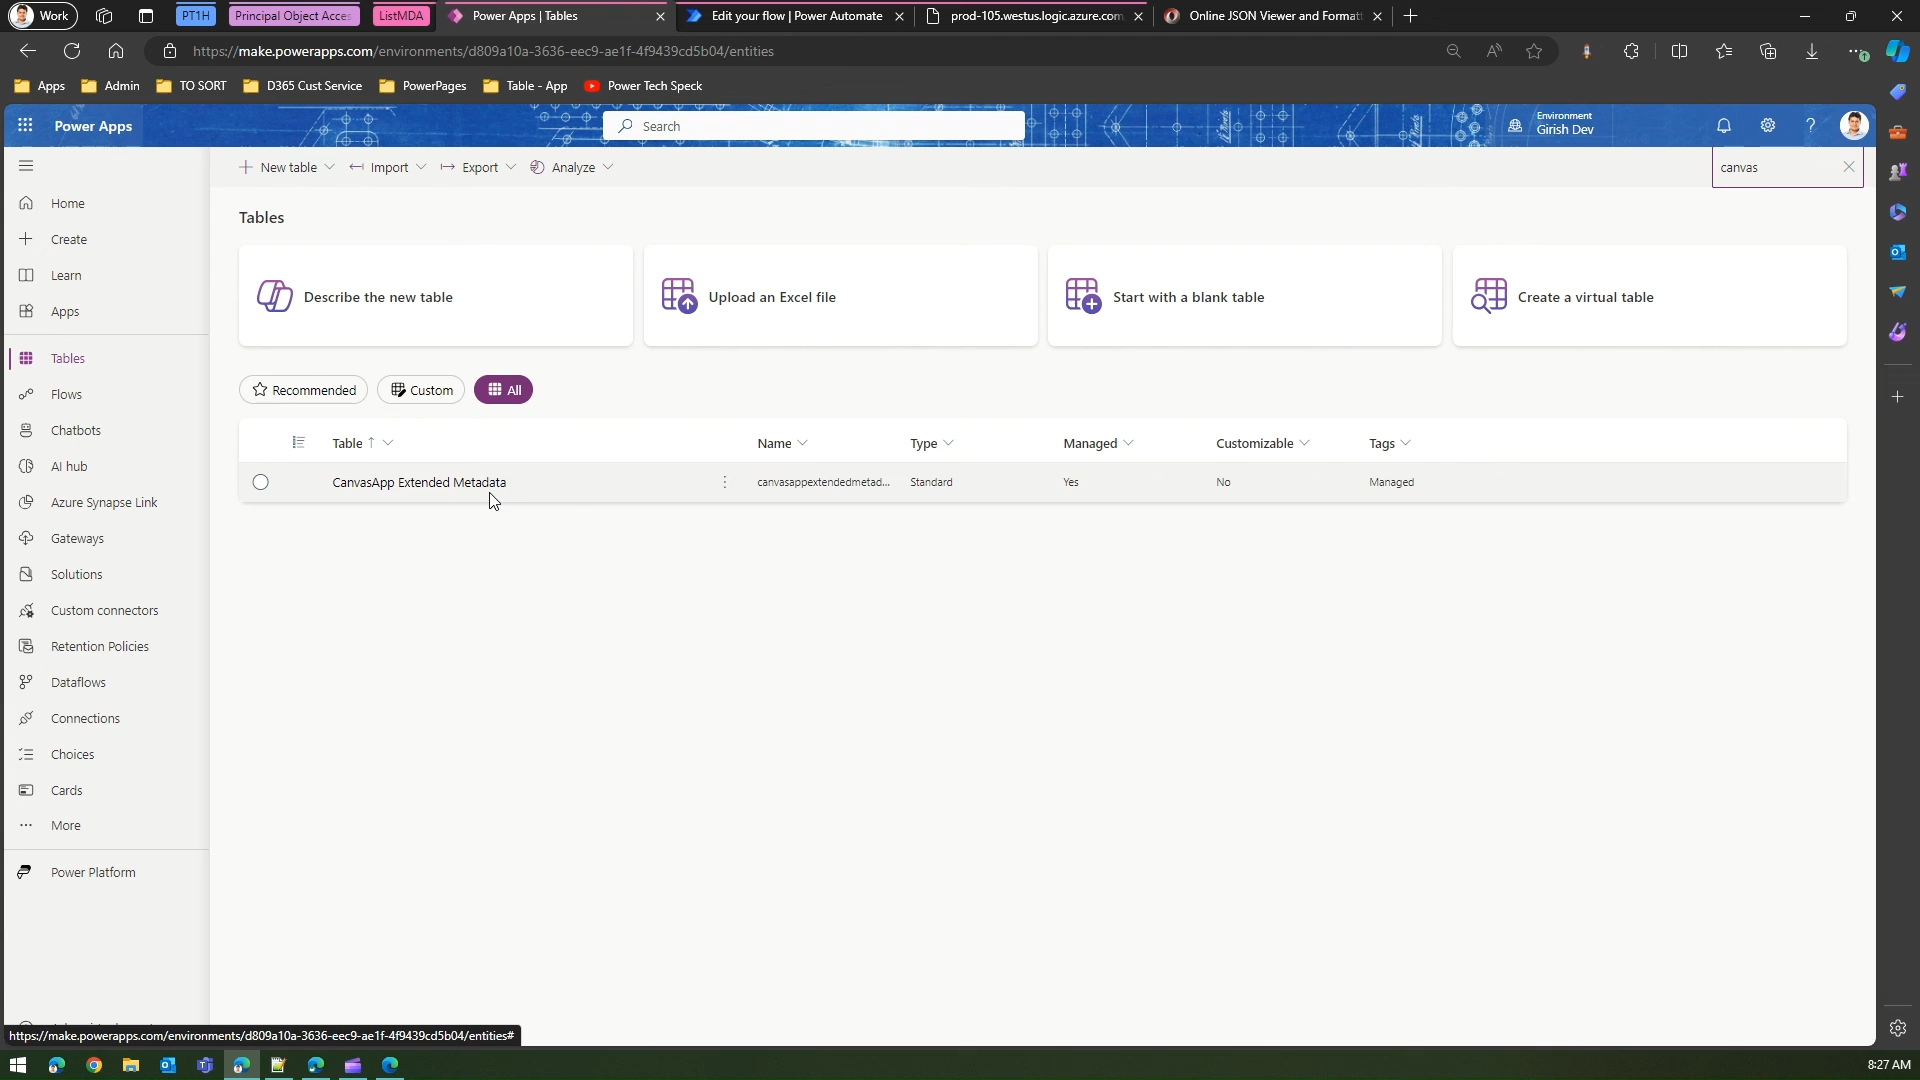 Work
PT1H
Principal Object Acces
ListMDA
Power Apps | Tables
Edit your flow | Power Automate
prod-105.westus.logic.azure.com
Online JSON Viewer and Format
https://make.powerapps.com/environments/d809a10a-3636-eec9-ae1f-4f9439cd5b04/entities
Apps
Admin
TO SORT
D365 Cust Service
PowerPages
Table - App
Power Tech Speck
Power Apps
Search
Environment
Girish Dev
New table
Import
Export
Analyze
canvas
Home
Create
Learn
Apps
Tables
Flows
Chatbots
AI hub
Azure Synapse Link
Gateways
Solutions
Custom connectors
Retention Policies
Dataflows
Connections
Choices
Cards
More
Power Platform
Tables
Describe the new table
Upload an Excel file
Start with a blank table
Create a virtual table
Recommended
Custom
All
Table
Name
Type
Managed
Customizable
Tags
CanvasApp Extended Metadata
canvasappextendedmetad...
Standard
Yes
No
Managed
https://make.powerapps.com/environments/d809a10a-3636-eec9-ae1f-4f9439cd5b04/entities#
8:27 AM